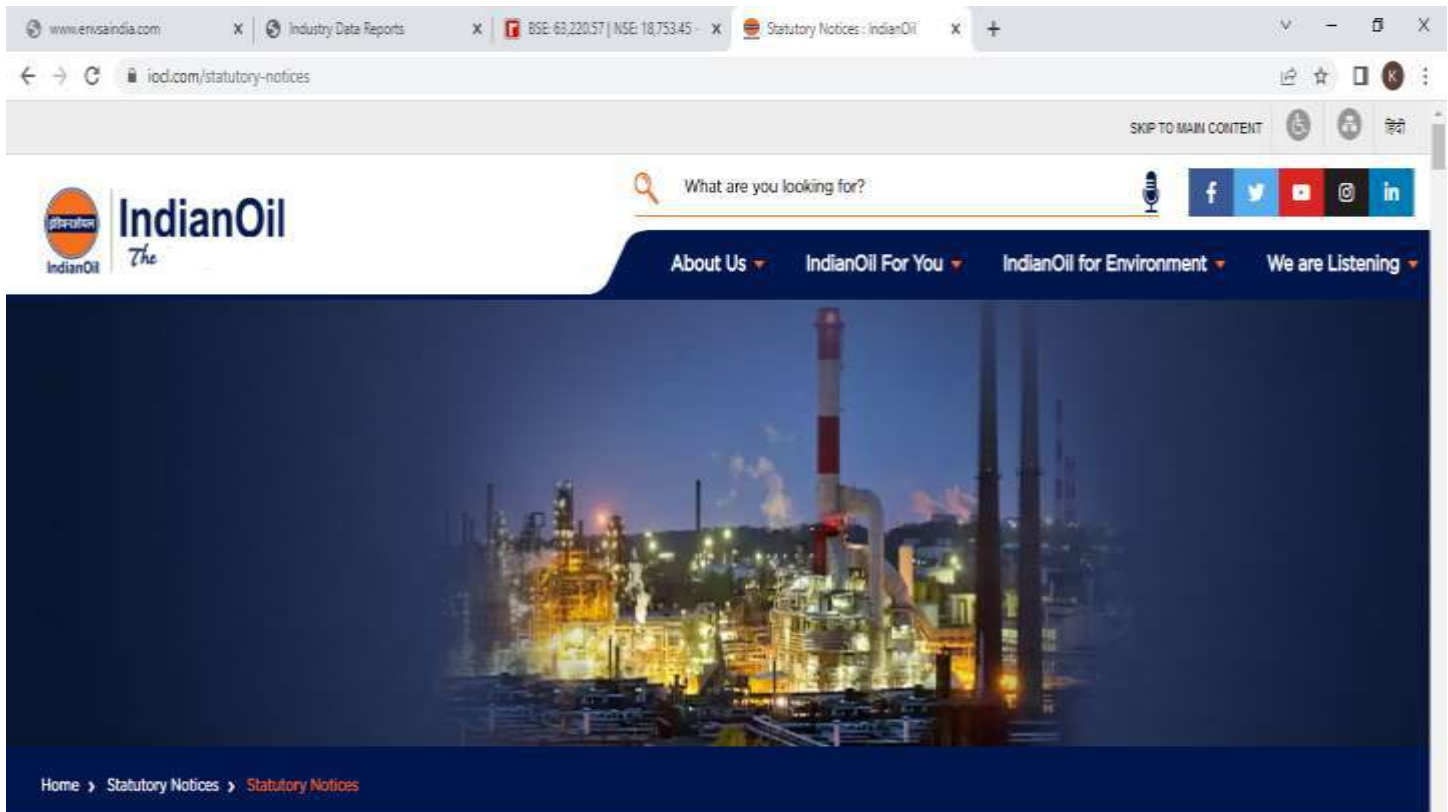 www.envsaindia.com
Industry Data Reports
BSE: 63,220.57 | NSE: 18,753.45 -
Statutory Notices : IndianOil
iocl.com/statutory-notices
K
SKIP TO MAIN CONTENT
हिंदी
What are you looking for?
f
in
इंडियनऑयल
IndianOil
IndianOil
The
About Us
IndianOil For You
IndianOil for Environment
We are Listening
Home > Statutory Notices > Statutory Notices